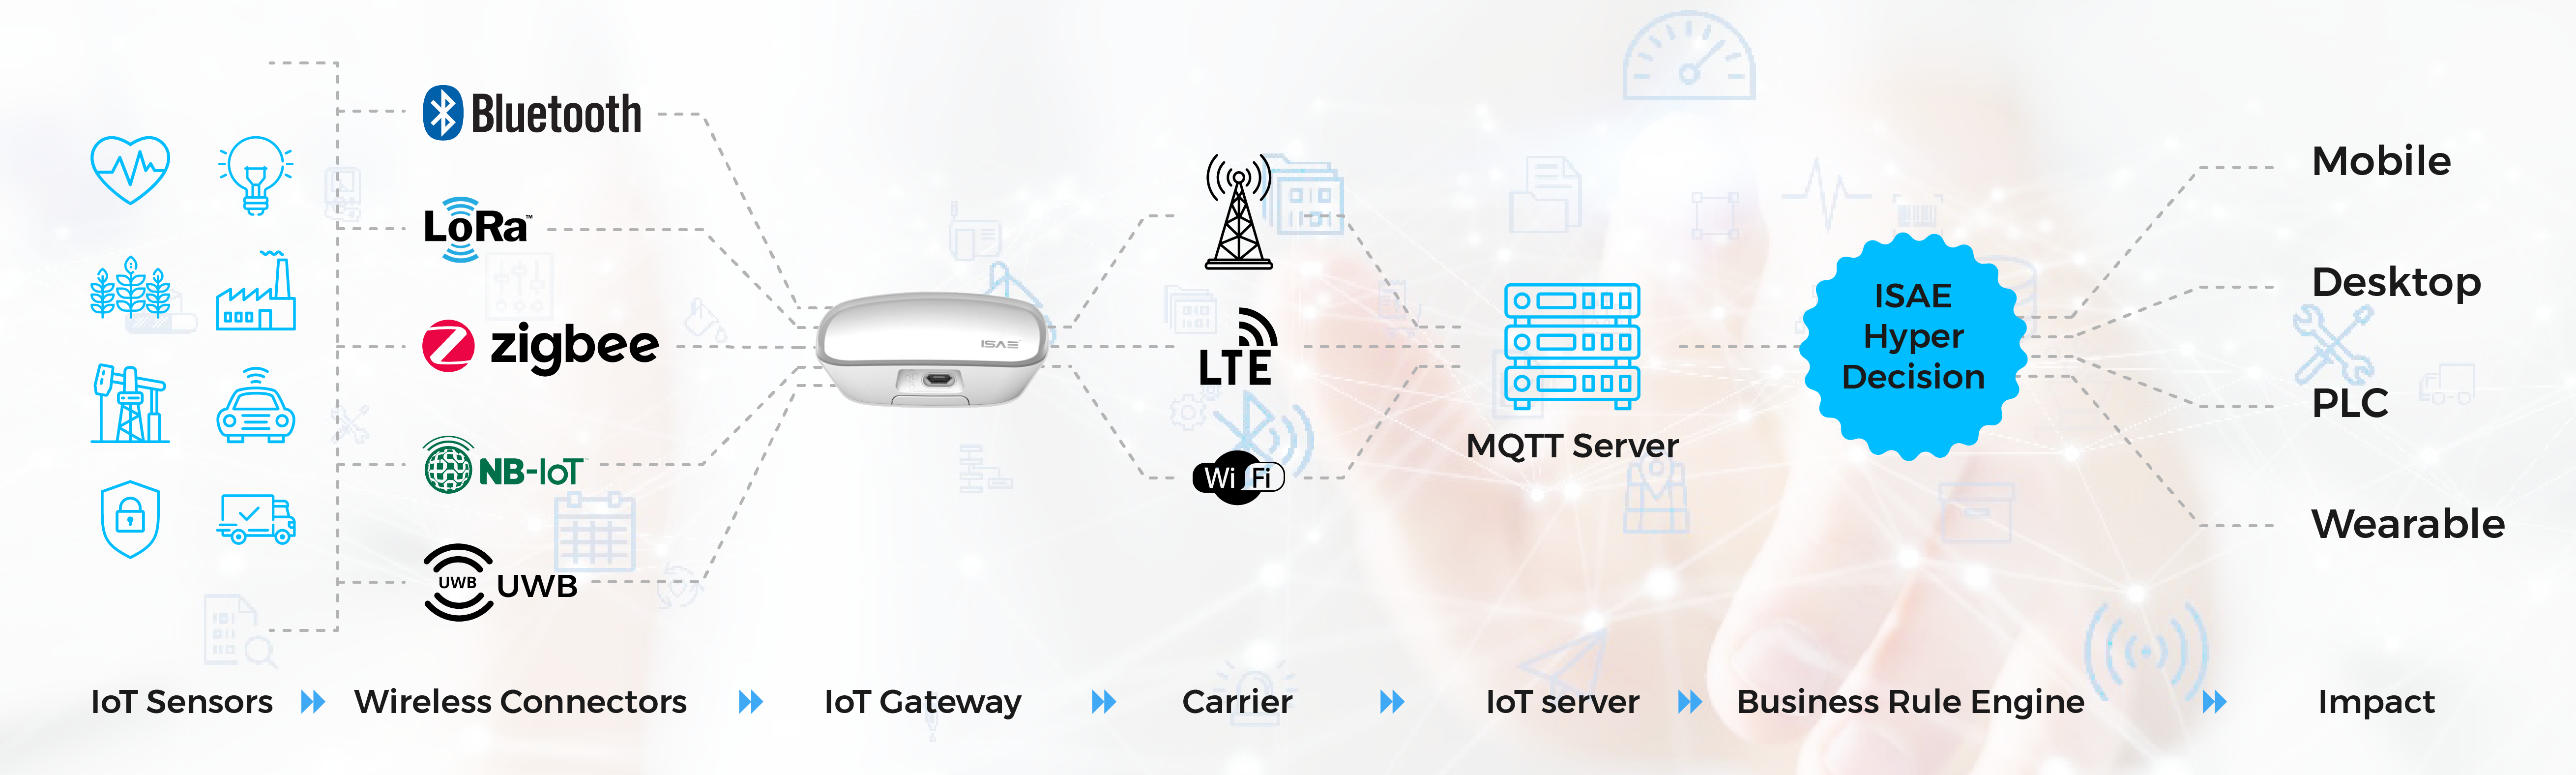 Bluetooth
LoRa™
zigbee
NB-IoT
UWB UWB
ISAE
LTE
Wi Fi
MQTT Server
ISAE
Hyper
Decision
Mobile
Desktop
PLC
Wearable
IoT Sensors
Wireless Connectors
IoT Gateway
Carrier
IoT server
Business Rule Engine
Impact